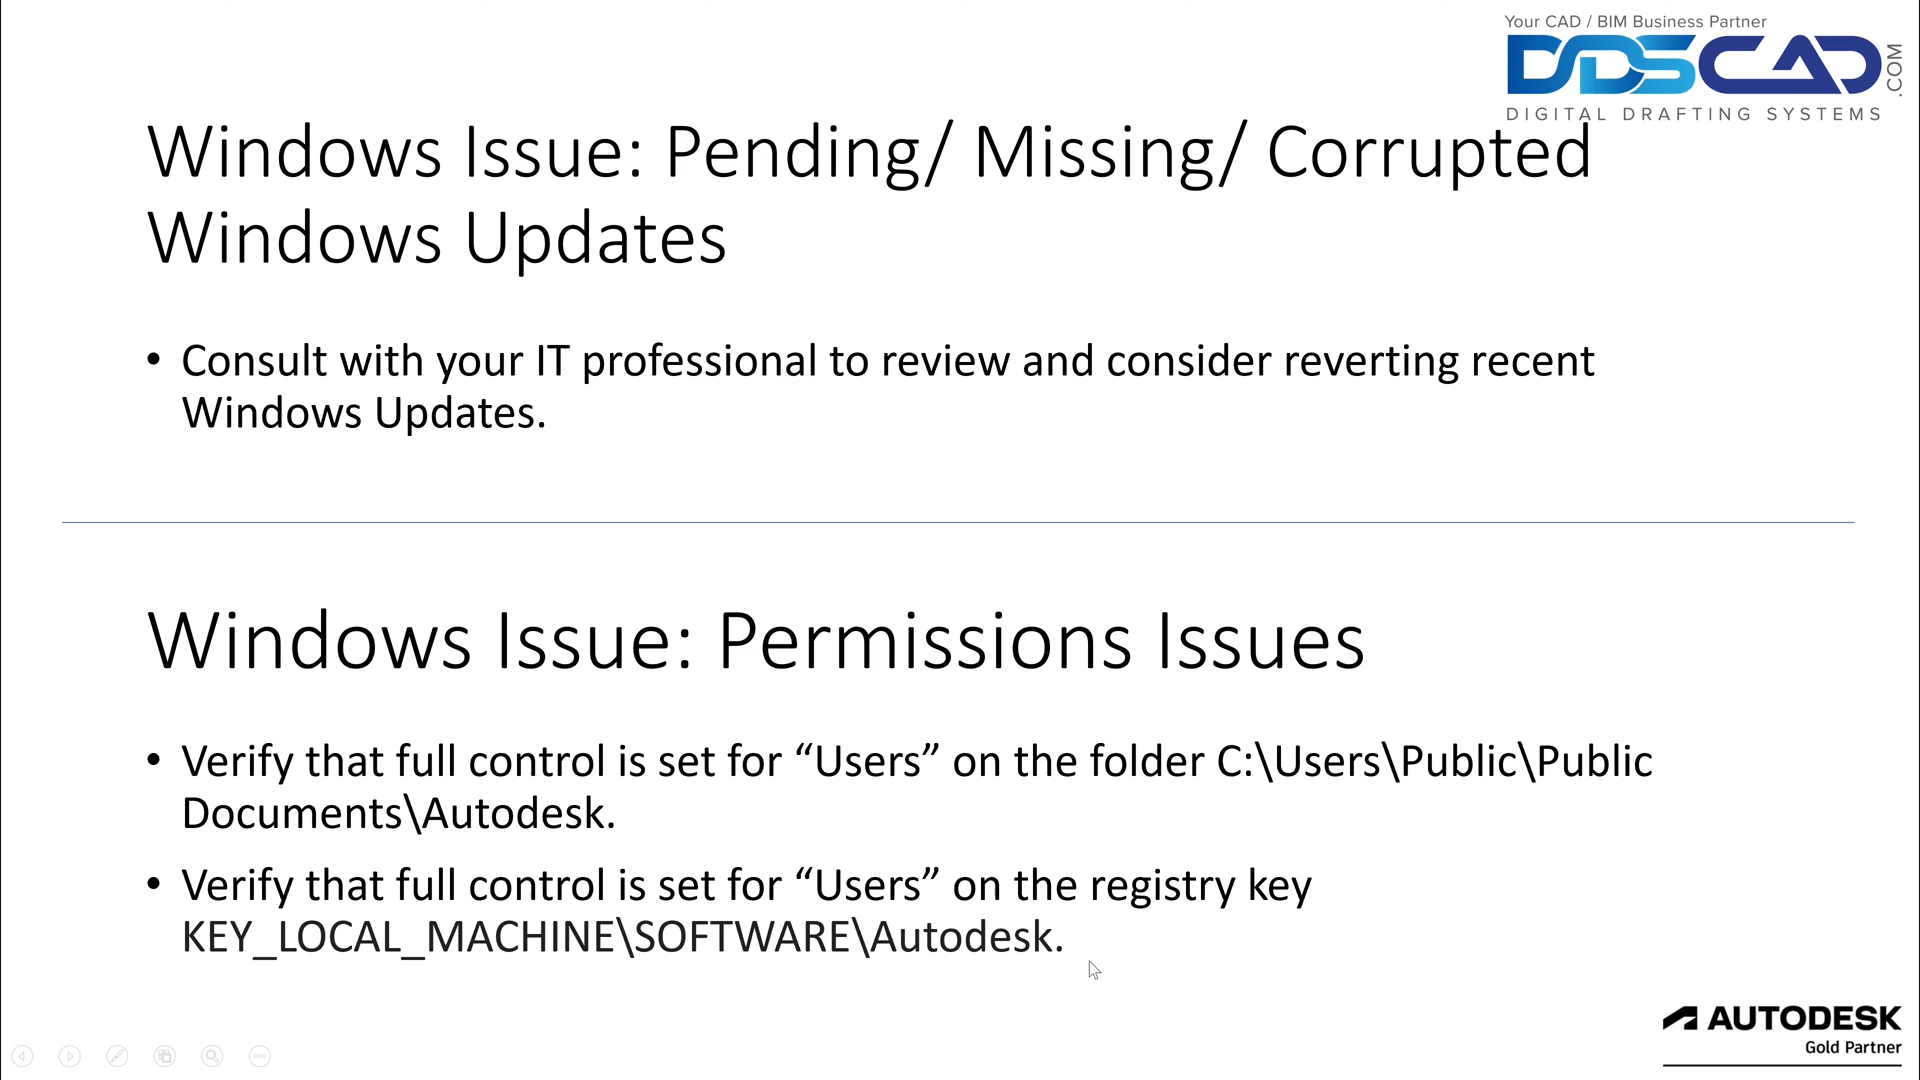 Your CAD / BIM Business Partner
DDSCAD
.COM
DIGITAL DRAFTING SYSTEMS
Windows Issue: Pending/ Missing/ Corrupted
Windows Updates
• Consult with your IT professional to review and consider reverting recent
Windows Updates.
Windows Issue: Permissions Issues
• Verify that full control is set for “Users” on the folder C:\Users\Public\Public
Documents\Autodesk.
• Verify that full control is set for “Users” on the registry key
KEY_LOCAL_MACHINE\SOFTWARE\Autodesk.
AUTODESK
Gold Partner